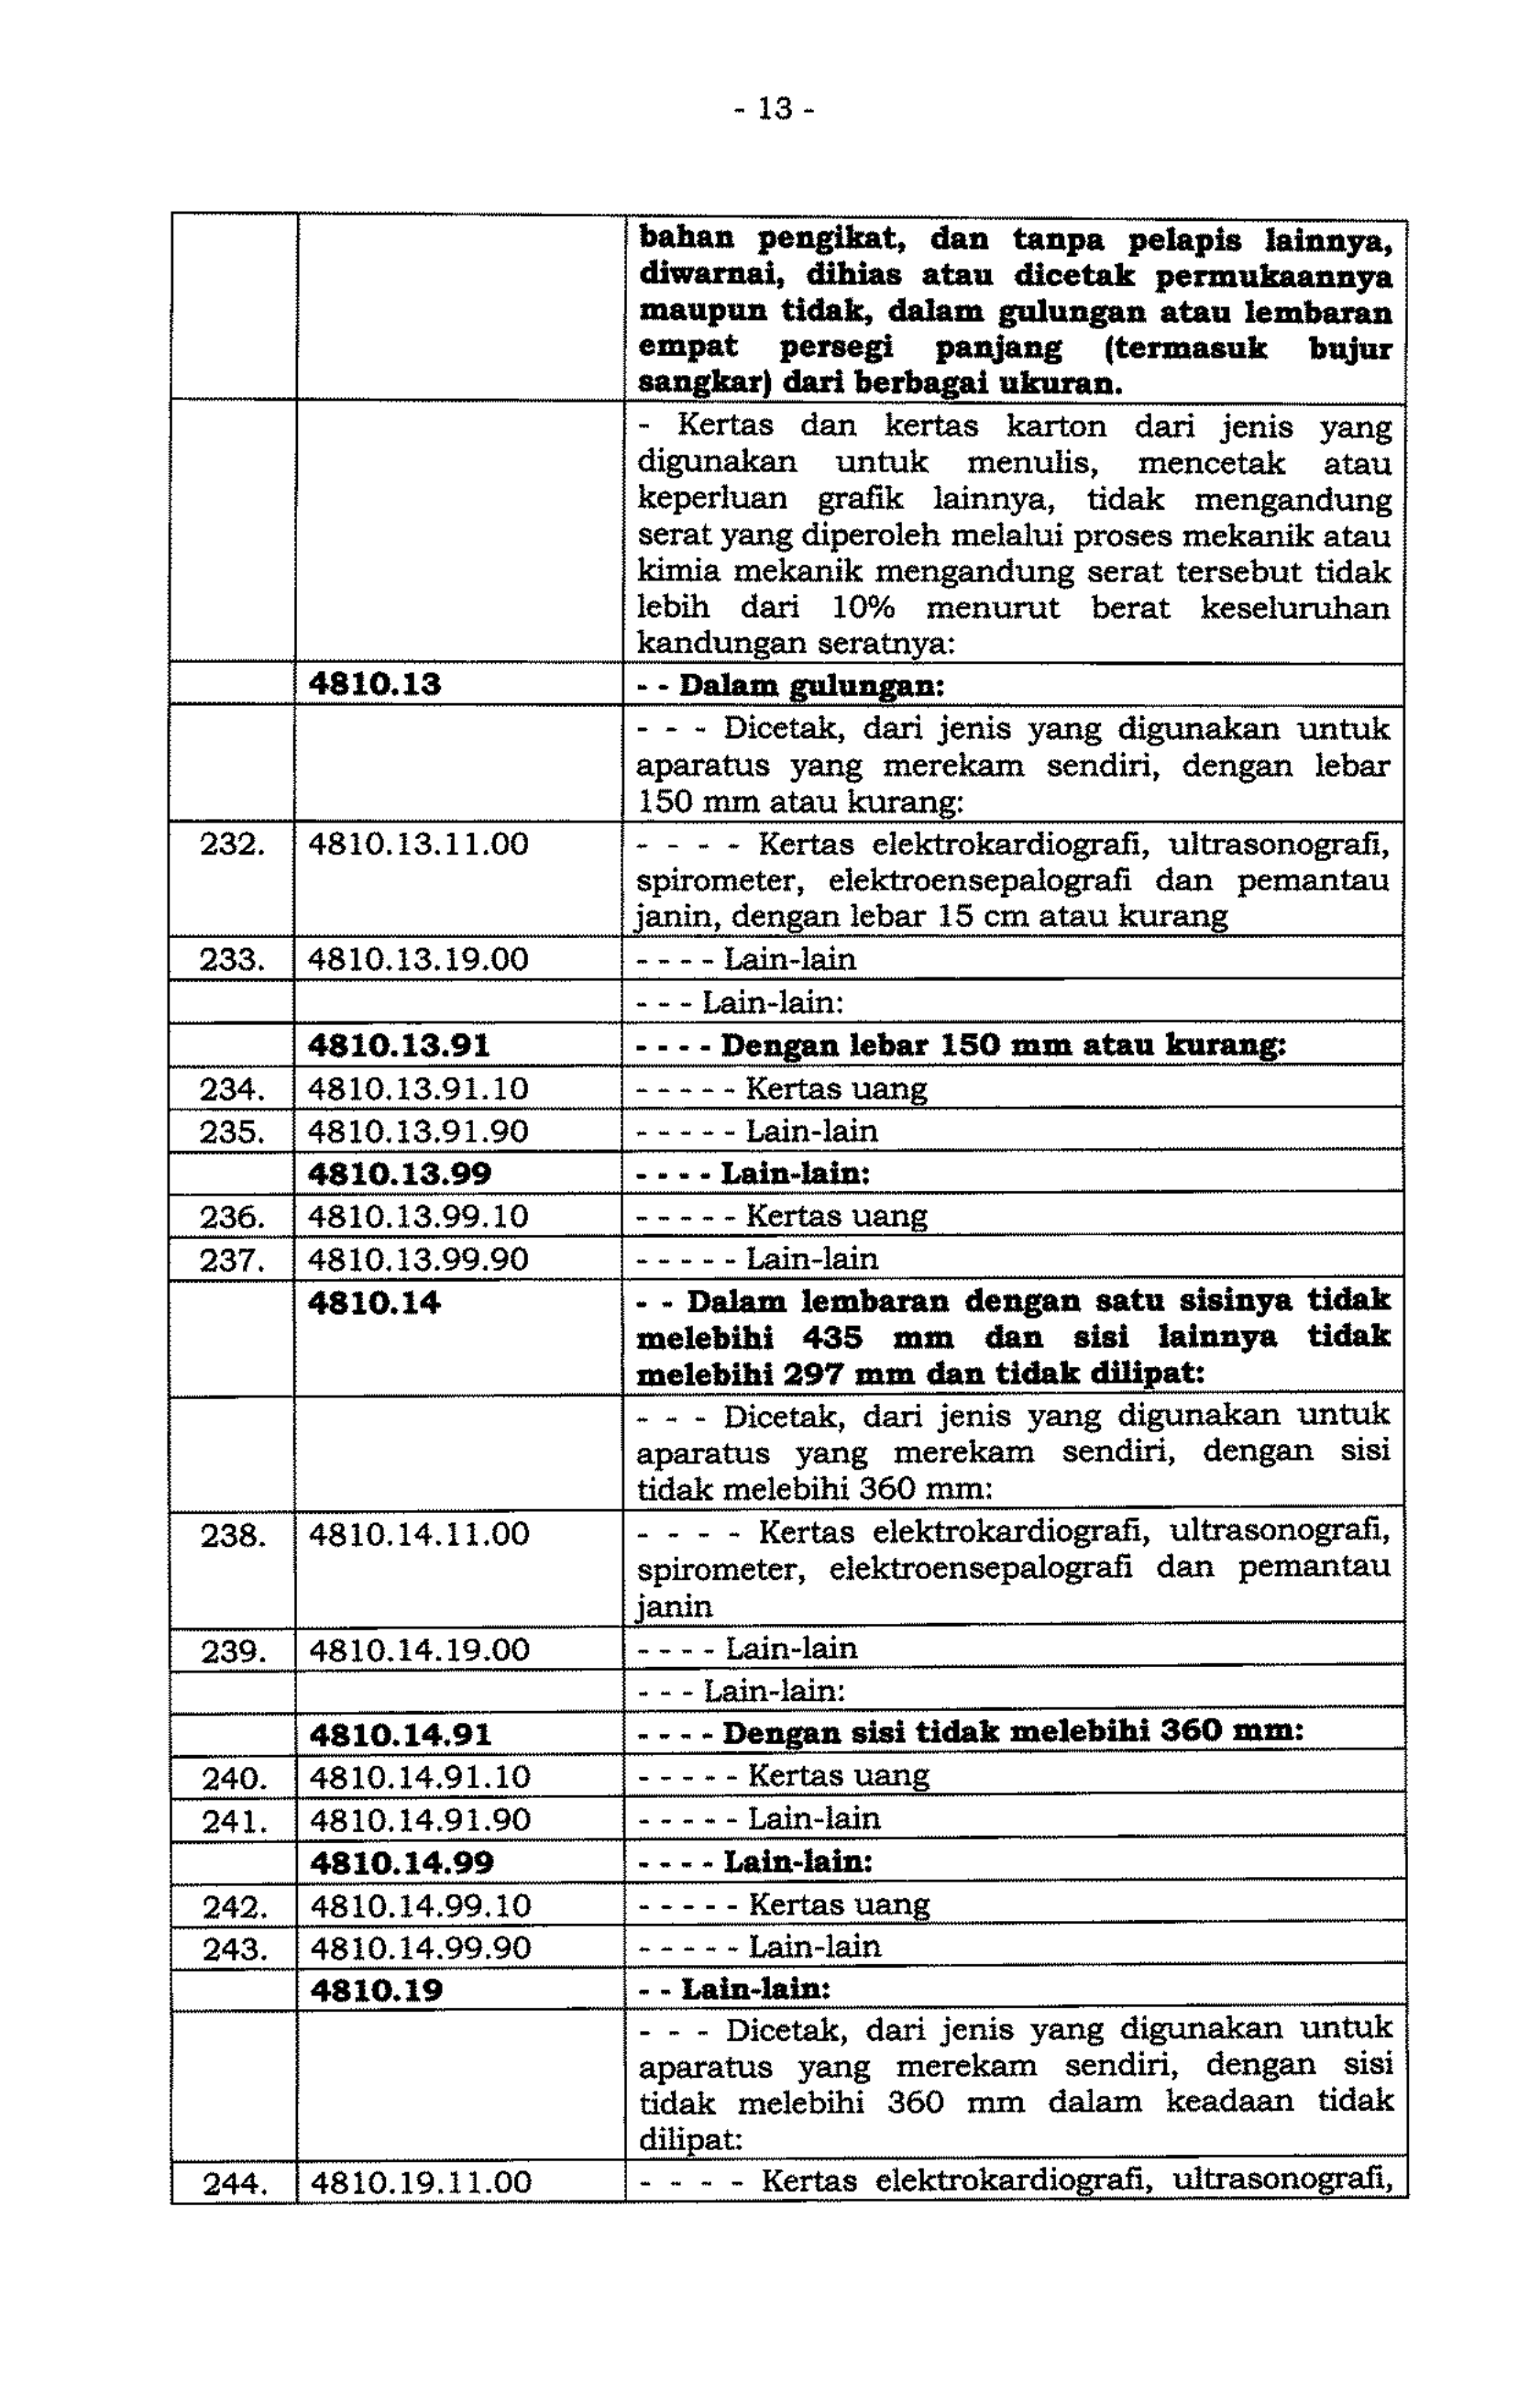 - 13 -
bahan pengikat, dan tanpa pelapis lainnya,
diwarnai, dihias atau dicetak permukaannya
maupun tidak, dalam gulungan atau lembaran
empat persegi panjang (termasuk bujur
sangkar) dari berbagai ukuran.
- Kertas dan kertas karton dari jenis yang
digunakan untuk menulis, mencetak atau
keperluan grafik lainnya, tidak mengandung
serat yang diperoleh melalui proses mekanik atau
kimia mekanik mengandung serat tersebut tidak
lebih dari 10% menurut berat keseluruhan
kandungan seratnya:
4810.13 - - Dalam gulungan:
- - - Dicetak, dari jenis yang digunakan untuk
aparatus yang merekam sendiri, dengan lebar
150 mm atau kurang:
232. 4810.13.11.00 - - - - Kertas elektrokardiografi, ultrasonografi,
spirometer, elektroensepalografi dan pemantau
janin, dengan lebar 15 cm atau kurang
233. 4810.13.19.00 - - - - Lain-lain
- - - Lain-lain:
4810.13.91 - - - - Dengan lebar 150 mm atau kurang:
234. 4810.13.91.10 - - - - - Kertas uang
235. 4810.13.91.90 - - - - - Lain-lain
4810.13.99 - - - - Lain-lain:
236. 4810.13.99.10 - - - - - Kertas uang
237. 4810.13.99.90 - - - - - Lain-lain
4810.14 - - Dalam lembaran dengan satu sisinya tidak
melebihi 435 mm dan sisi lainnya tidak
melebihi 297 mm dan tidak dilipat:
- - - Dicetak, dari jenis yang digunakan untuk
aparatus yang merekam sendiri, dengan sisi
tidak melebihi 360 mm:
238. 4810.14.11.00 - - - - Kertas elektrokardiografi, ultrasonografi,
spirometer, elektroensepalografi dan pemantau
janin
239. 4810.14.19.00 - - - - Lain-lain
- - - Lain-lain:
4810.14.91 - - - - Dengan sisi tidak melebihi 360 mm:
240. 4810.14.91.10 - - - - - Kertas uang
241. 4810.14.91.90 - - - - - Lain-lain
4810.14.99 - - - - Lain-lain:
242. 4810.14.99.10 - - - - - Kertas uang
243. 4810.14.99.90 - - - - - Lain-lain
4810.19 - - Lain-lain:
- - - Dicetak, dari jenis yang digunakan untuk
aparatus yang merekam sendiri, dengan sisi
tidak melebihi 360 mm dalam keadaan tidak
dilipat:
244. 4810.19.11.00 - - - - Kertas elektrokardiografi, ultrasonografi,